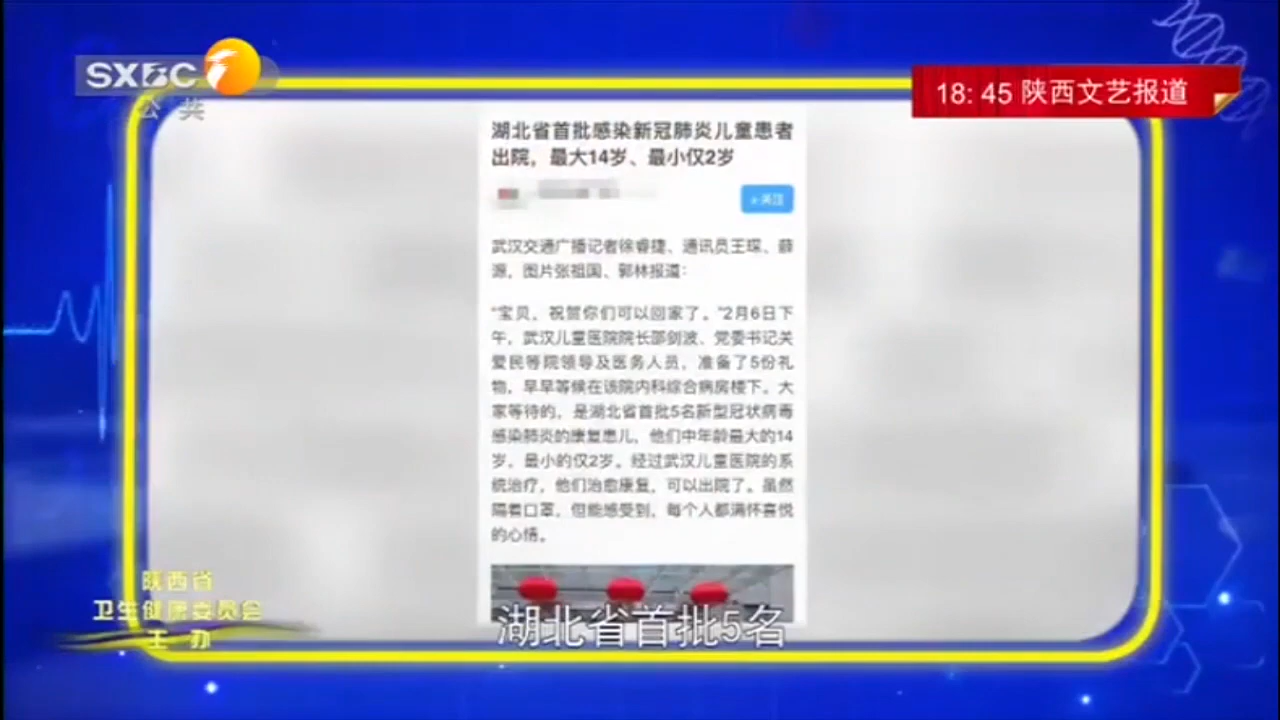 SXBC
公共
18:45 陕西文艺报道
湖北省首批感染新冠肺炎儿童患者
出院，最大14岁、最小仅2岁
+关注
武汉交通广播记者徐睿捷、通讯员王琛、薛
源，图片张祖国、郭林报道：
“宝贝，祝贺你们可以回家了。”2月6日下
午，武汉儿童医院院长邵剑波、党委书记关
爱民等院领导及医务人员，准备了5份礼
物，早早等候在该院内科综合病房楼下。大
家等待的，是湖北省首批5名新型冠状病毒
感染肺炎的康复患儿，他们中年龄最大的14
岁，最小的仅2岁。经过武汉儿童医院的系
统治疗，他们治愈康复，可以出院了。虽然
隔着口罩，但能感受到，每个人都满怀喜悦
的心情。
陕西省
卫生健康委员会
主办
湖北省首批5名